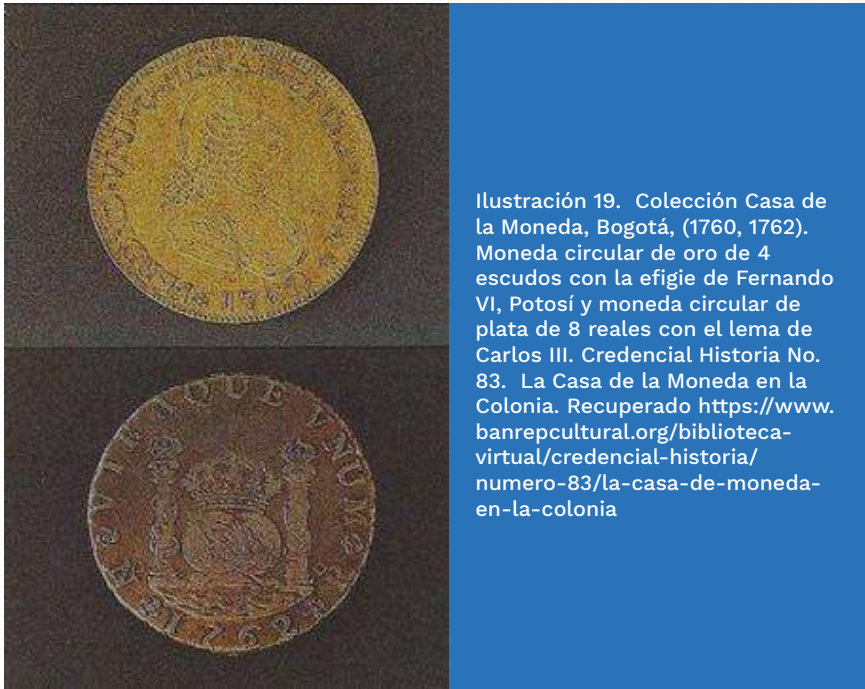 VTRAQUE VNUM
1762
Ilustración 19.  Colección Casa de
la Moneda, Bogotá, (1760, 1762).
Moneda circular de oro de 4
escudos con la efigie de Fernando
VI, Potosí y moneda circular de
plata de 8 reales con el lema de
Carlos III. Credencial Historia No.
83.  La Casa de la Moneda en la
Colonia. Recuperado https://www.
banrepcultural.org/biblioteca-
virtual/credencial-historia/
numero-83/la-casa-de-moneda-
en-la-colonia